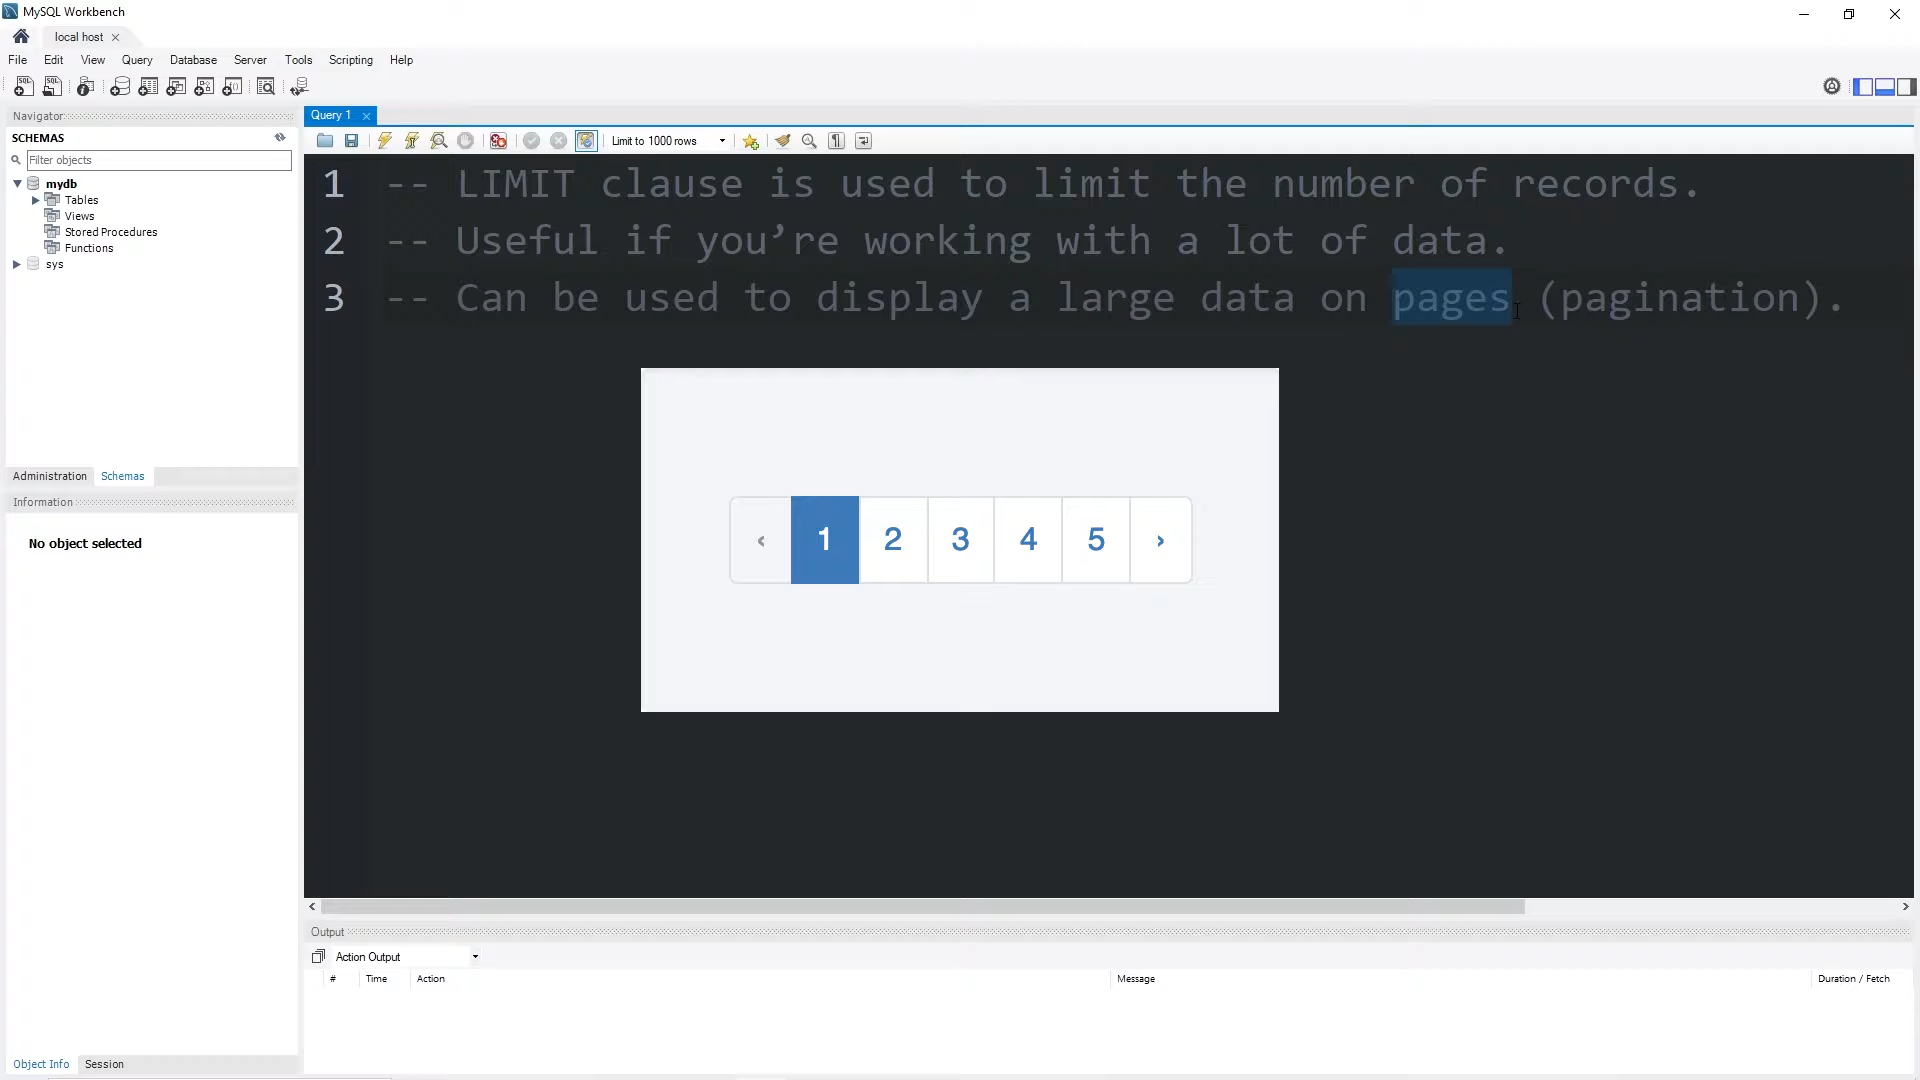 MySQL Workbench
local host
File Edit View Query Database Server Tools Scripting Help
Navigator
SCHEMAS
Filter objects
mydb
Tables
Views
Stored Procedures
Functions
sys
Administration Schemas
Information
No object selected
Object Info Session
Query 1
Limit to 1000 rows
1 -- LIMIT clause is used to limit the number of records.
2 -- Useful if you’re working with a lot of data.
3 -- Can be used to display a large data on pages (pagination).
‹ 1 2 3 4 5 ›
Output
Action Output
# Time Action Message Duration / Fetch